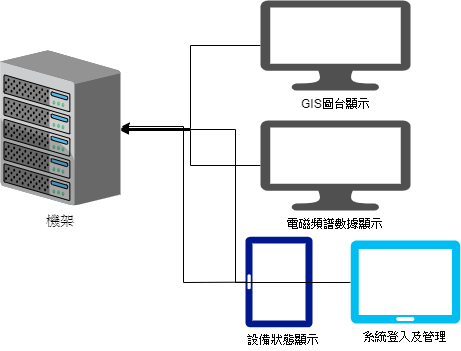 GIS圖台顯示
機架
電磁頻譜數據顯示
設備狀態顯示
系統登入及管理